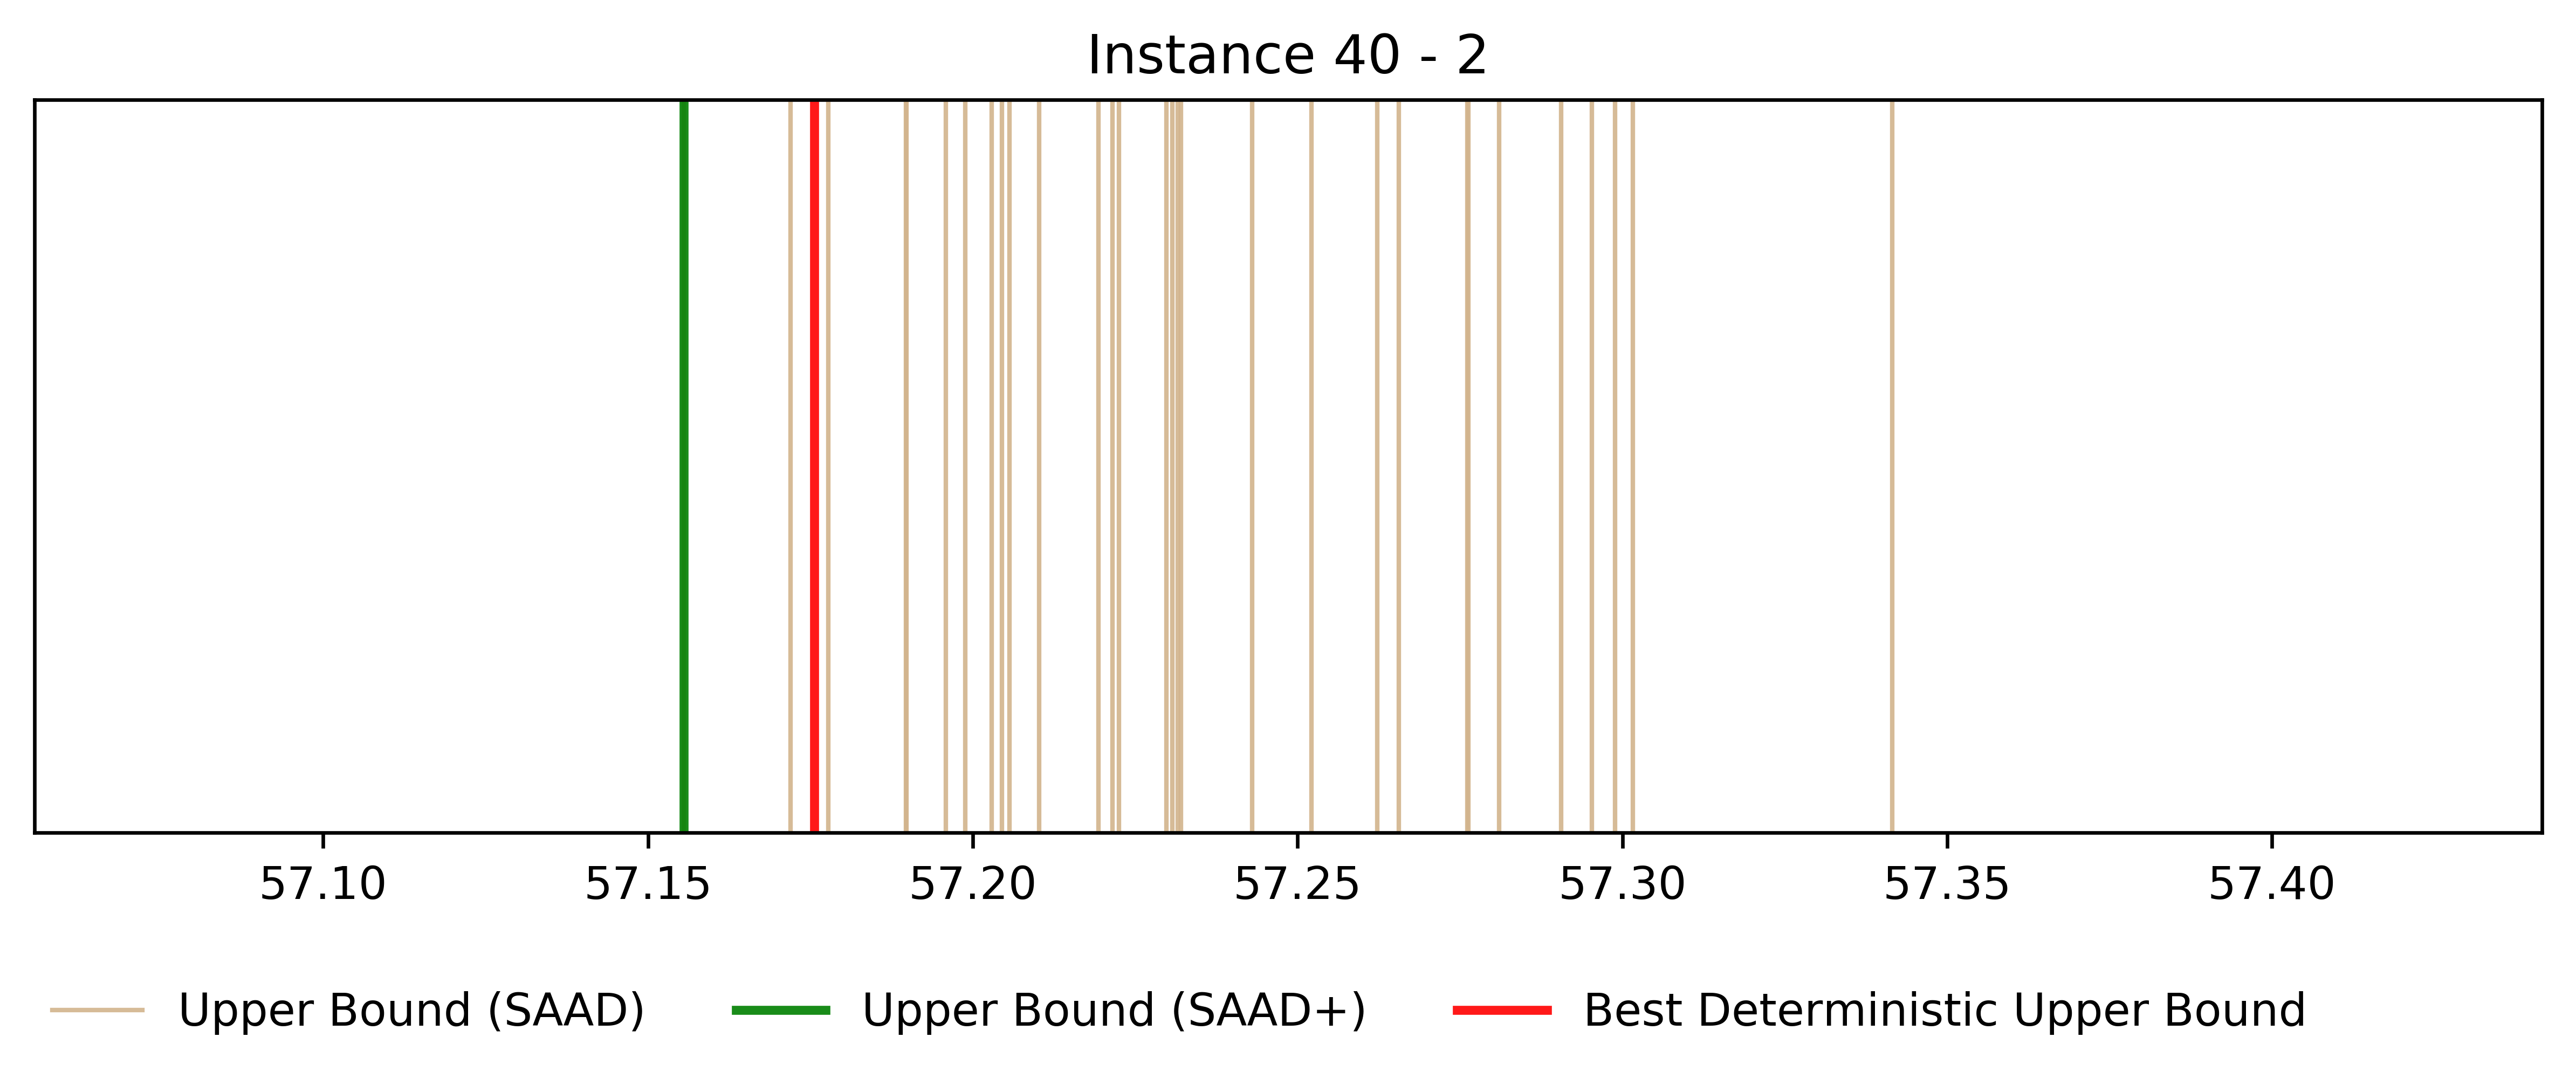 Instance 40 - 2
57.10 57.15 57.20 57.25 57.30 57.35 57.40
Upper Bound (SAAD) Upper Bound (SAAD+) Best Deterministic Upper Bound